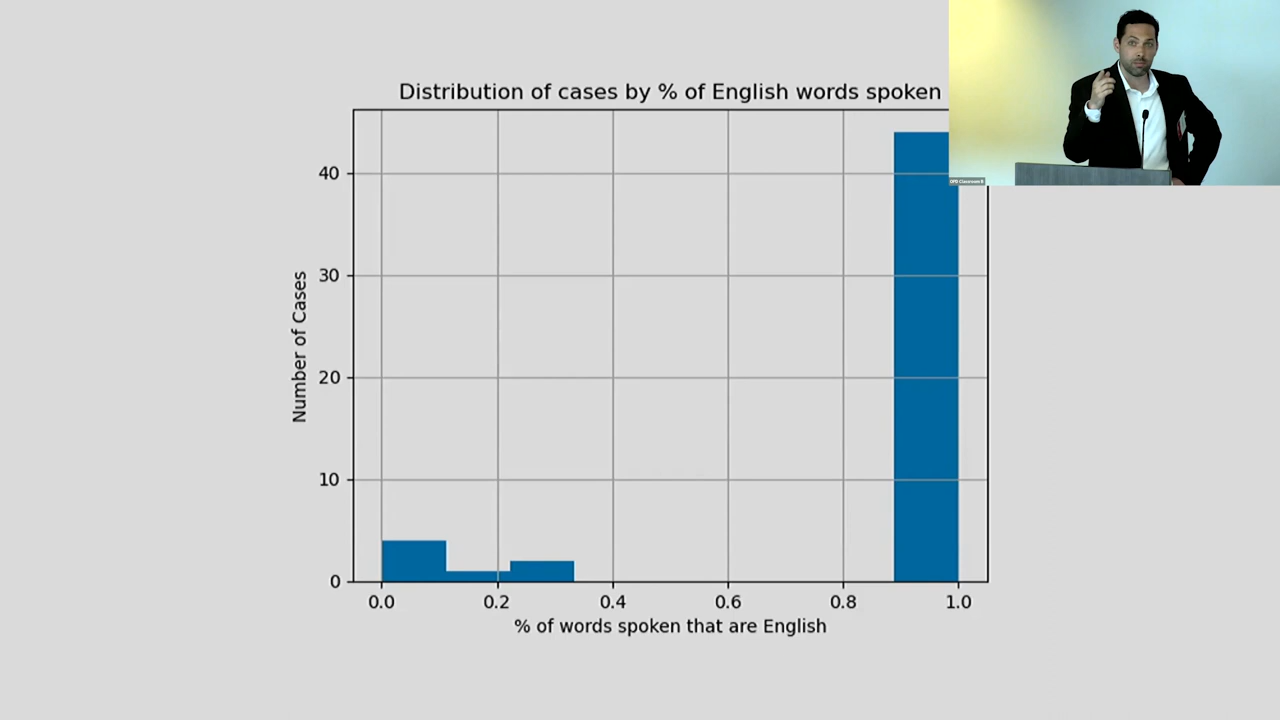 Distribution of cases by % of English words spoken
40
30
20
10
0
Number of Cases
0.0 0.2 0.4 0.6 0.8 1.0
% of words spoken that are English